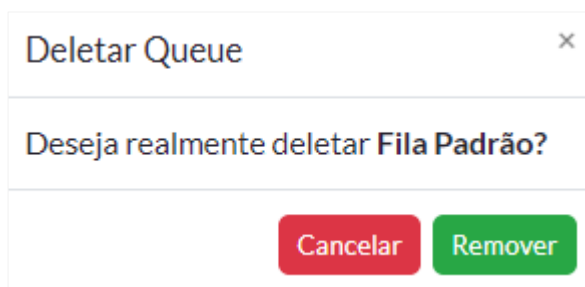 Deletar Queue ×
Deseja realmente deletar Fila Padrão?
Cancelar Remover